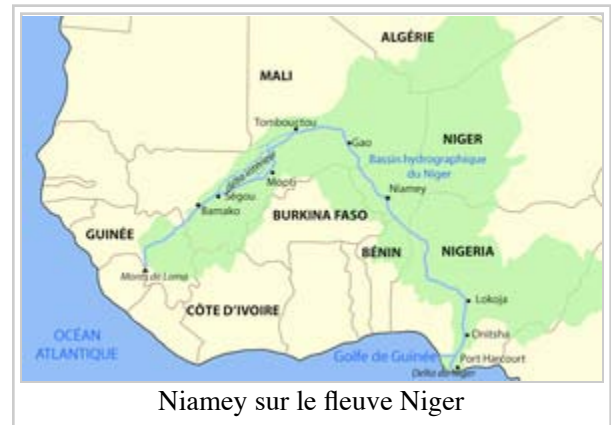 ALGÉRIE
MALI
Tombouctou
Gao
NIGER
delta intérieur
Bassin hydrographique
du Niger
Mopti
Ségou
Niamey
Bamako
BURKINA FASO
GUINÉE
BÉNIN
NIGERIA
Monts de Loma
Lokoja
CÔTE D'IVOIRE
Onitsha
OCÉAN
ATLANTIQUE
Golfe de Guinée
Port Harcourt
Delta du Niger
Niamey sur le fleuve Niger